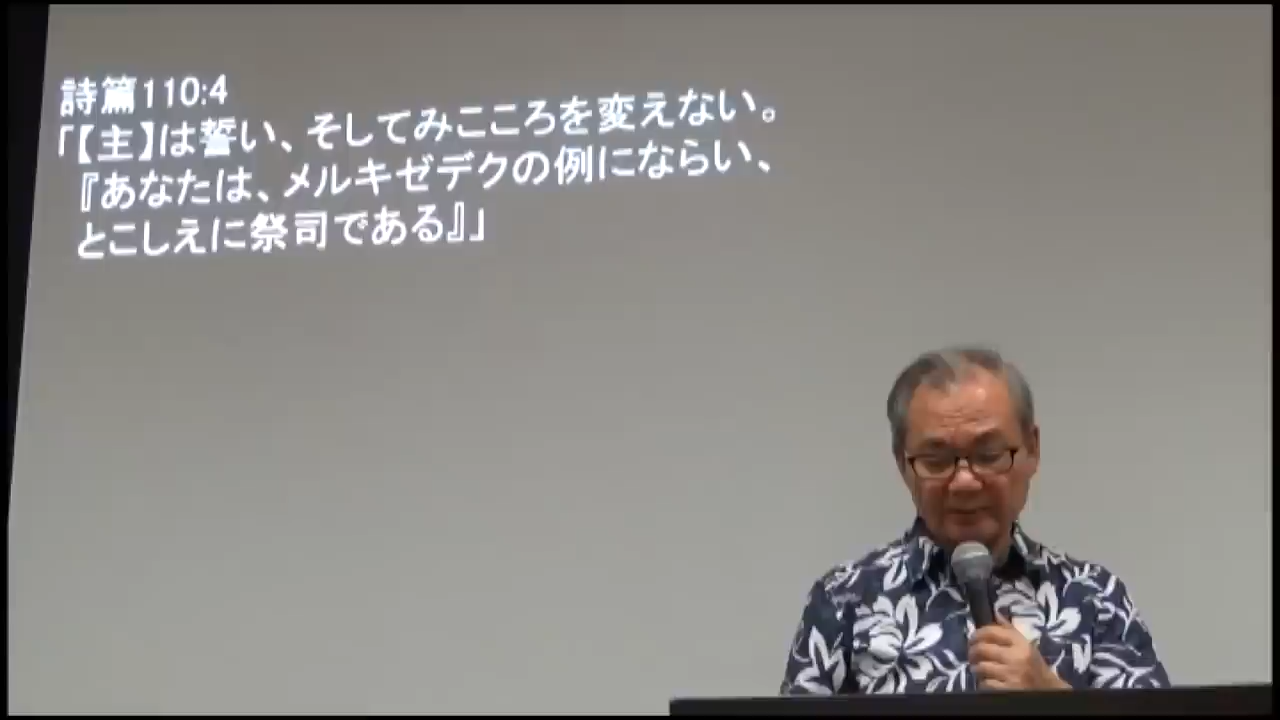 詩篇110:4
「【主】は誓い、そしてみこころを変えない。
『あなたは、メルキゼデクの例にならい、
とこしえに祭司である』」